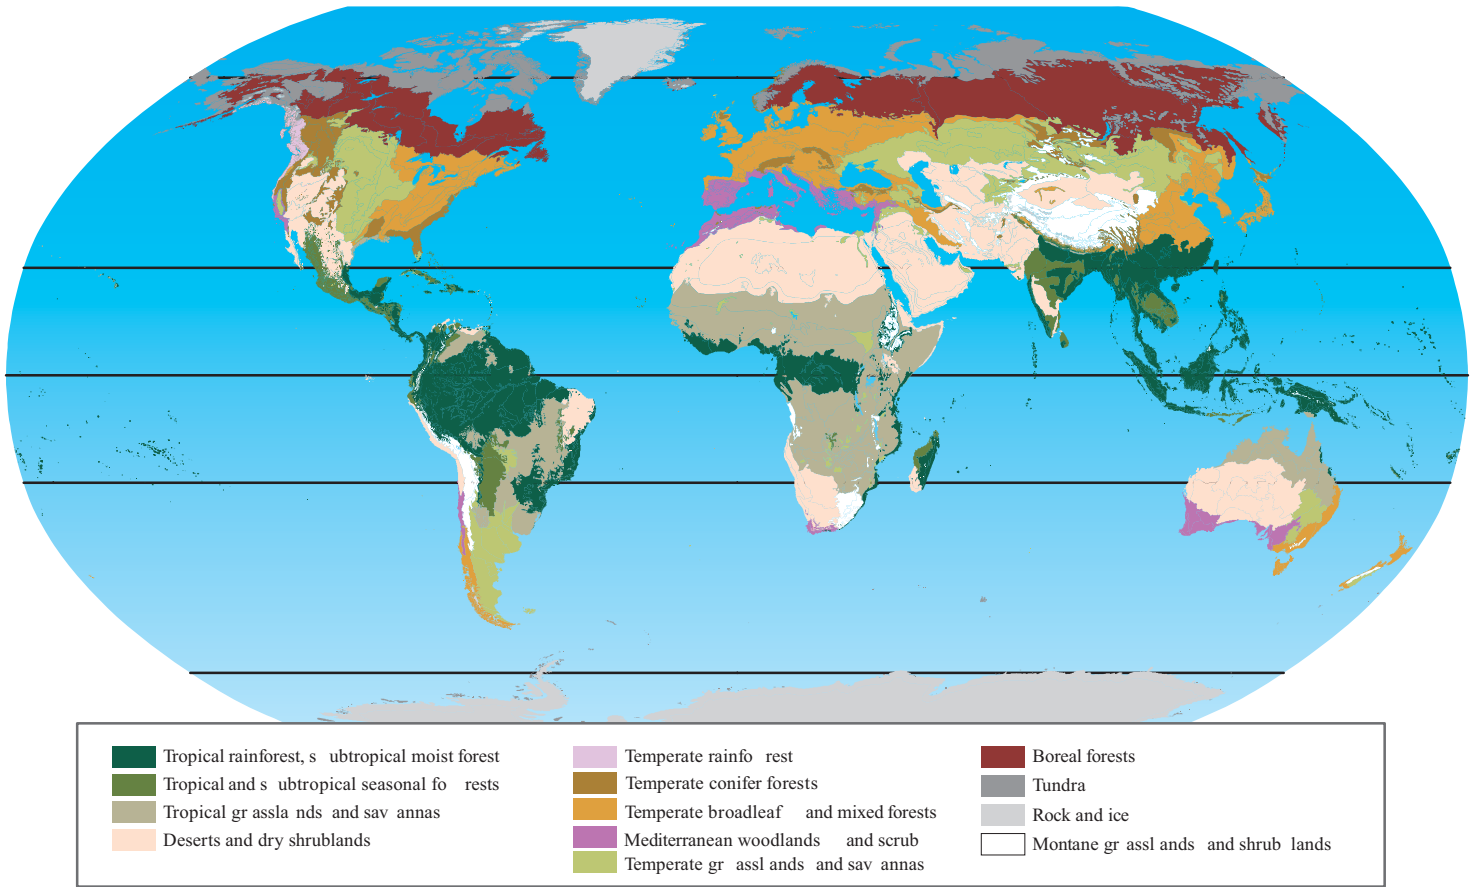 Tropical rainforest, s ubtropical moist forest
Tropical and s ubtropical seasonal fo rests
Tropical gr assla nds and sav annas
Deserts and dry shrublands
Temperate rainfo rest
Temperate conifer forests
Temperate broadleaf and mixed forests
Mediterranean woodlands and scrub
Temperate gr assl ands and sav annas
Boreal forests
Tundra
Rock and ice
Montane gr assl ands and shrub lands